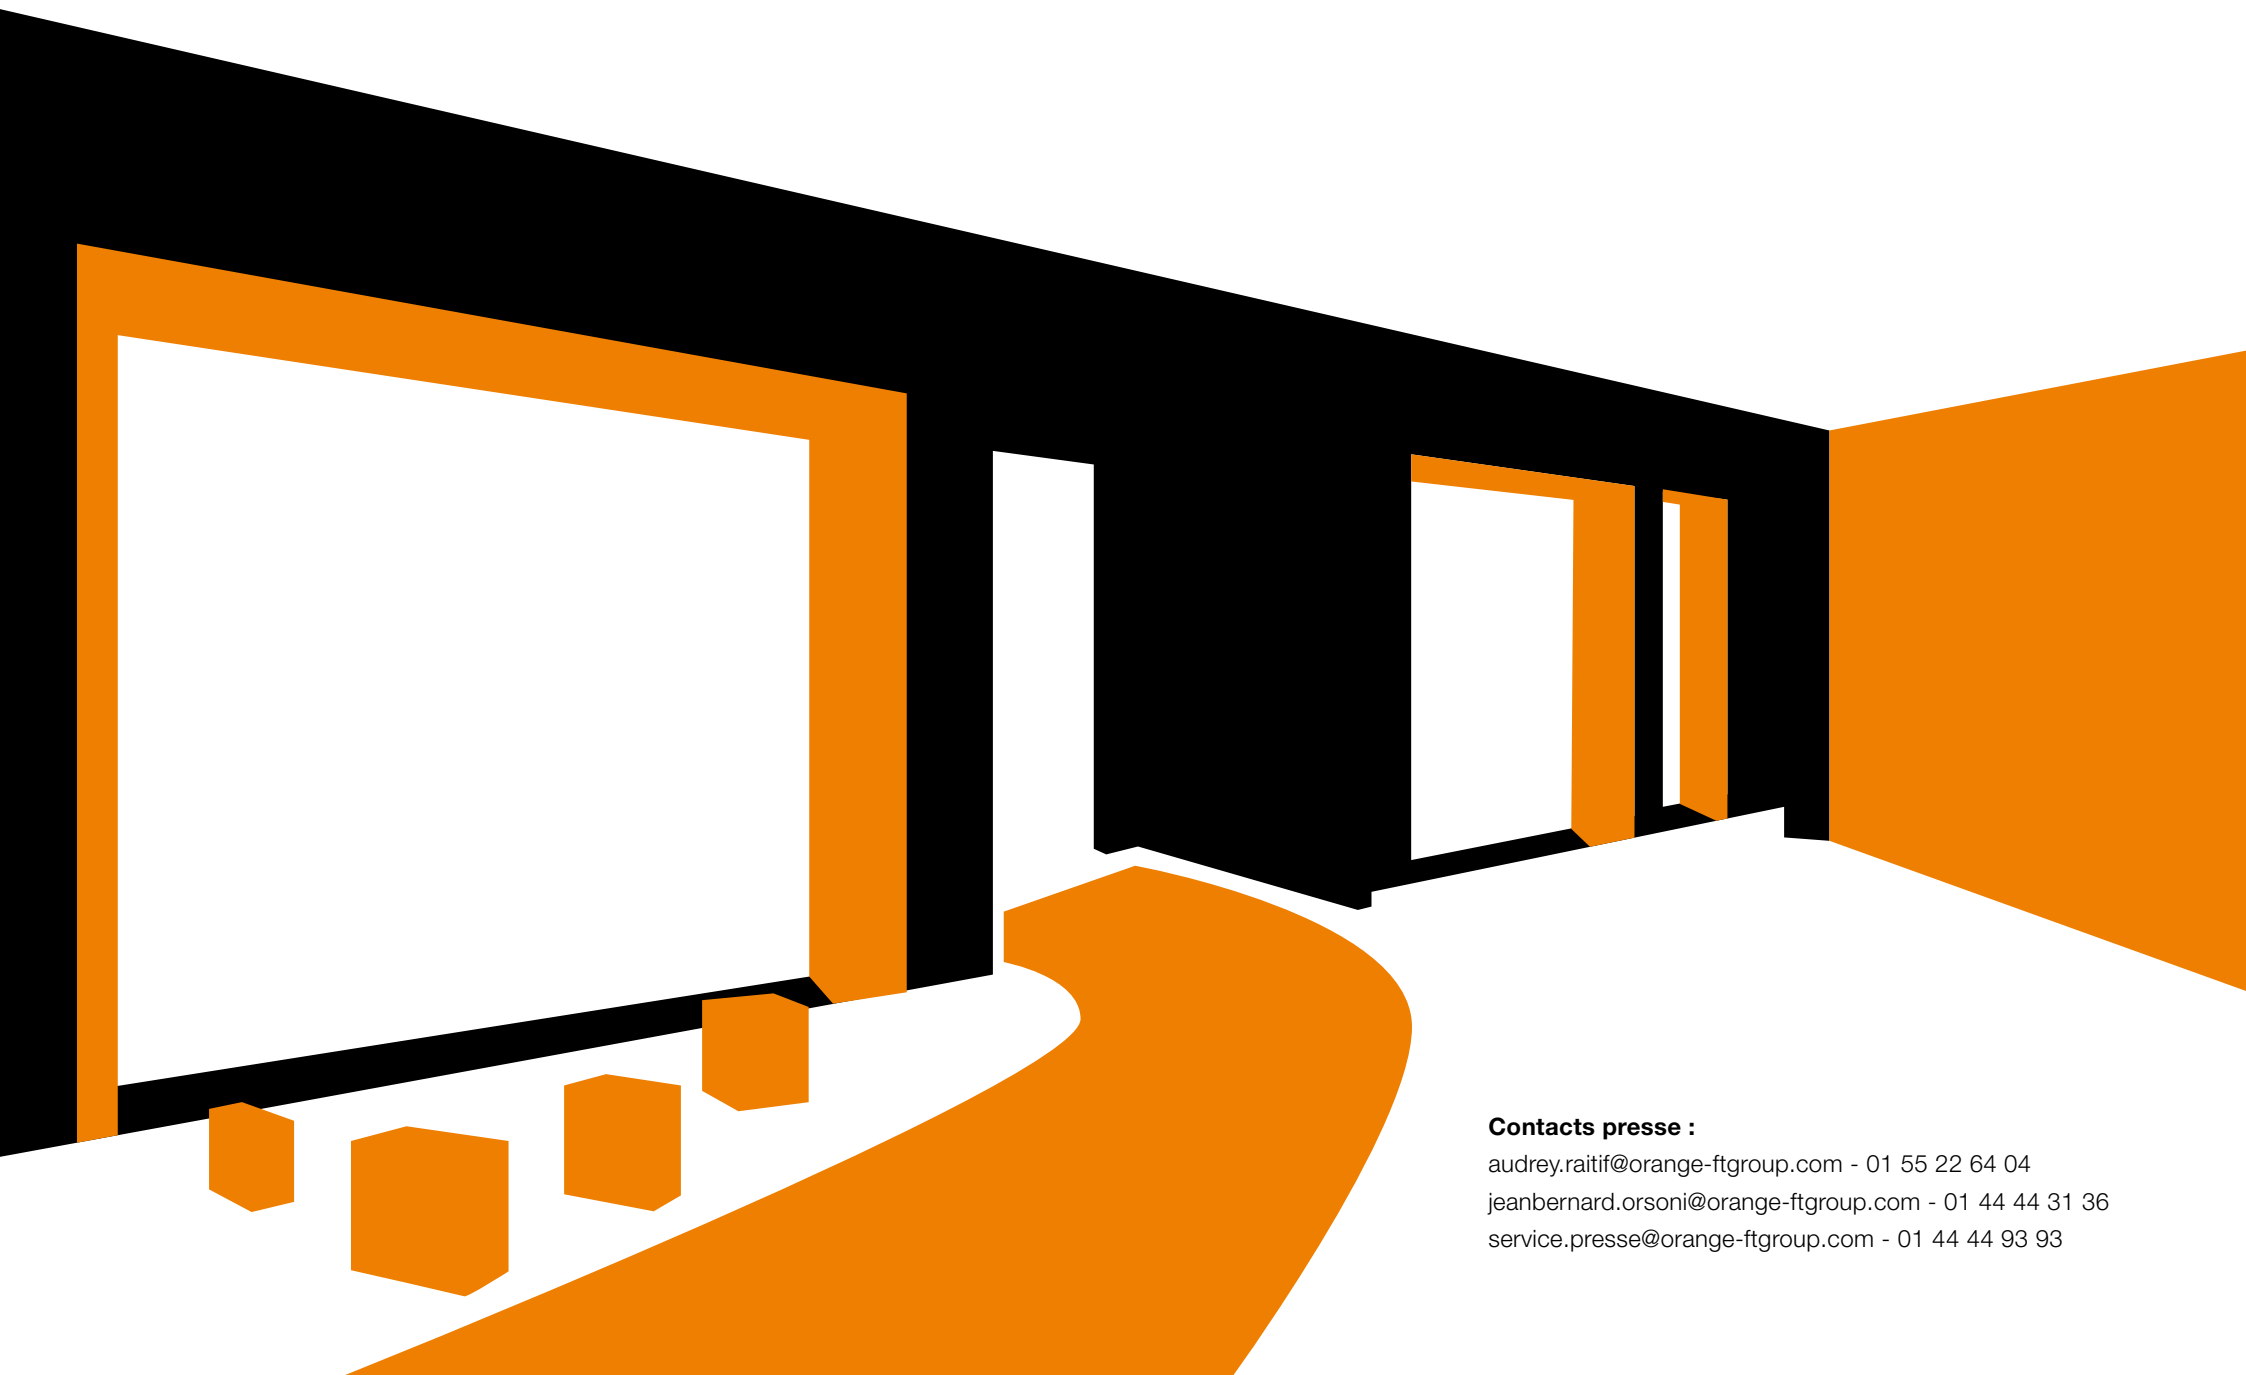 Contacts presse :
audrey.raitif@orange-ftgroup.com - 01 55 22 64 04
jeanbernard.orsoni@orange-ftgroup.com - 01 44 44 31 36
service.presse@orange-ftgroup.com - 01 44 44 93 93